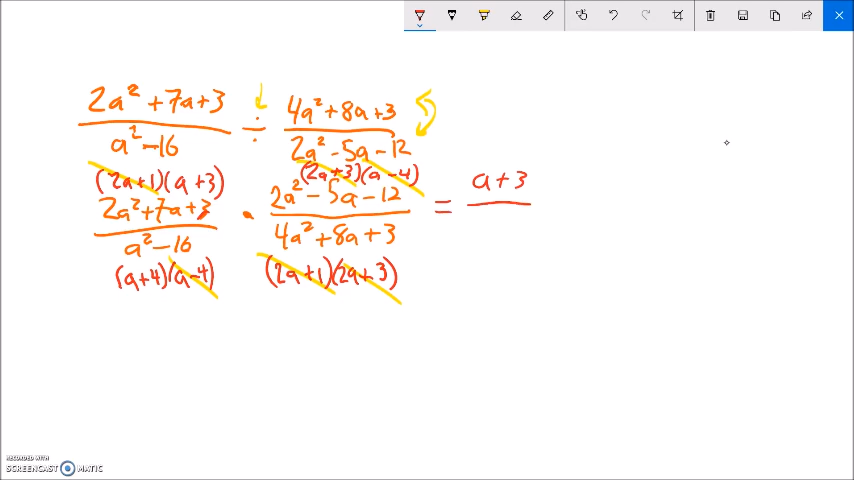 2a² + 7a + 3 / a² - 16 ÷ 4a² + 8a + 3 / 2a² - 5a - 12
(2a+1)(a+3) (2a+3)(a-4)
2a² + 7a + 3 / a² - 16 · 2a² - 5a - 12 / 4a² + 8a + 3 = a + 3
(a+4)(a-4) (2a+1)(2a+3)
RECORDED WITH
SCREENCAST MATIC